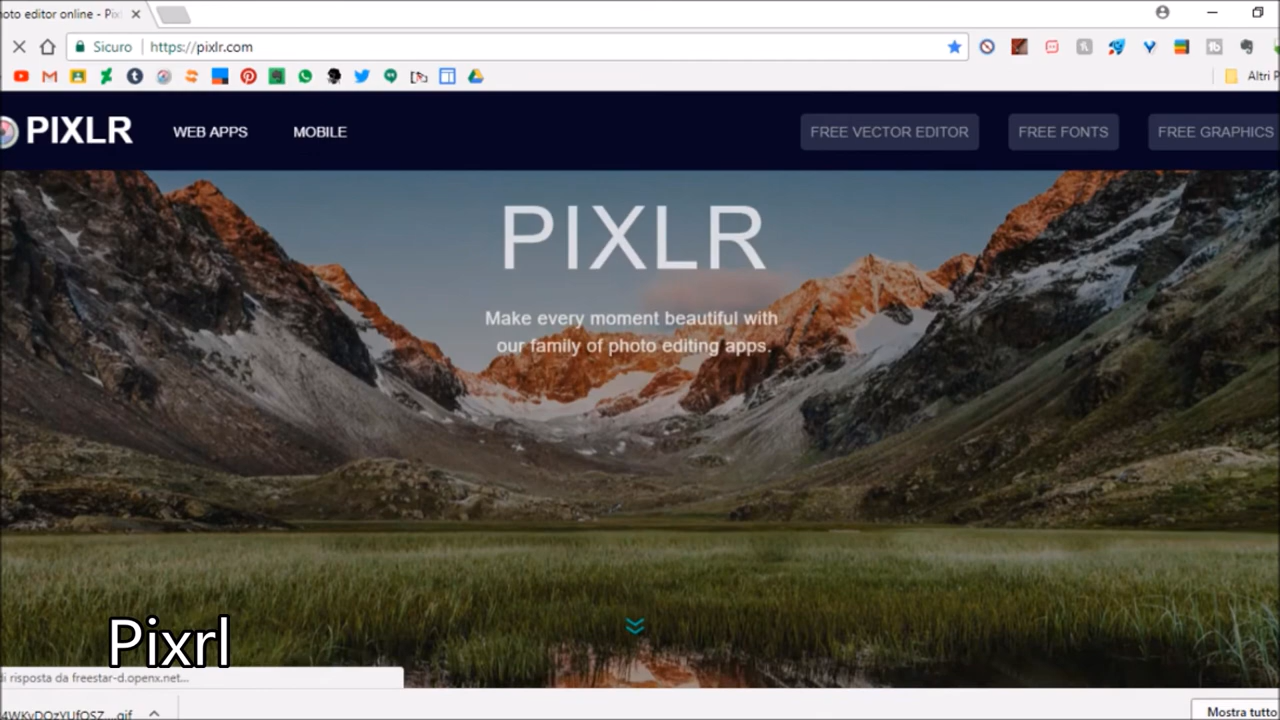 oto editor online - Pix
Sicuro
https://pixlr.com
Altri P
PIXLR
WEB APPS
MOBILE
FREE VECTOR EDITOR
FREE FONTS
FREE GRAPHICS
PIXLR
Make every moment beautiful with
our family of photo editing apps.
Pixrl
di risposta da freestar-d.openx.net...
4WKvDOzYUfOSZ....gif
Mostra tutto